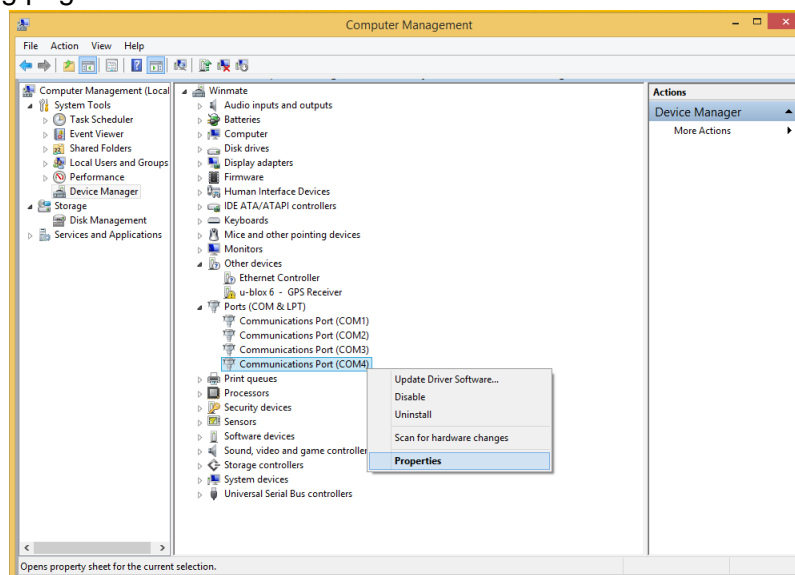 Computer Management
File Action View Help
Computer Management (Local
System Tools
Task Scheduler
Event Viewer
Shared Folders
Local Users and Groups
Performance
Device Manager
Storage
Disk Management
Services and Applications
Winmate
Audio inputs and outputs
Batteries
Computer
Disk drives
Display adapters
Firmware
Human Interface Devices
IDE ATA/ATAPI controllers
Keyboards
Mice and other pointing devices
Monitors
Other devices
Ethernet Controller
u-blox 6 - GPS Receiver
Ports (COM & LPT)
Communications Port (COM1)
Communications Port (COM2)
Communications Port (COM3)
Communications Port (COM4)
Print queues
Processors
Security devices
Sensors
Software devices
Sound, video and game controller
Storage controllers
System devices
Universal Serial Bus controllers
Update Driver Software...
Disable
Uninstall
Scan for hardware changes
Properties
Actions
Device Manager
More Actions
Opens property sheet for the current selection.